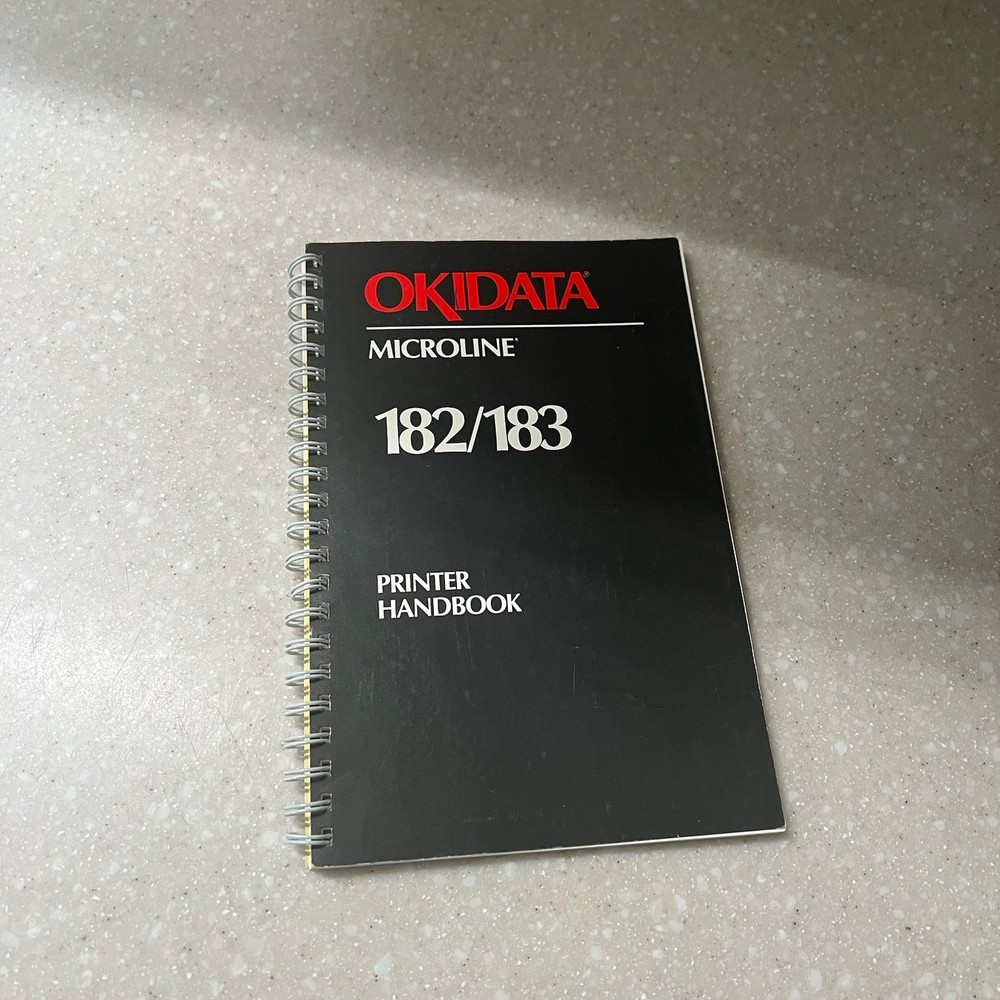 OKIDATA®
MICROLINE®
182/183
PRINTER
HANDBOOK